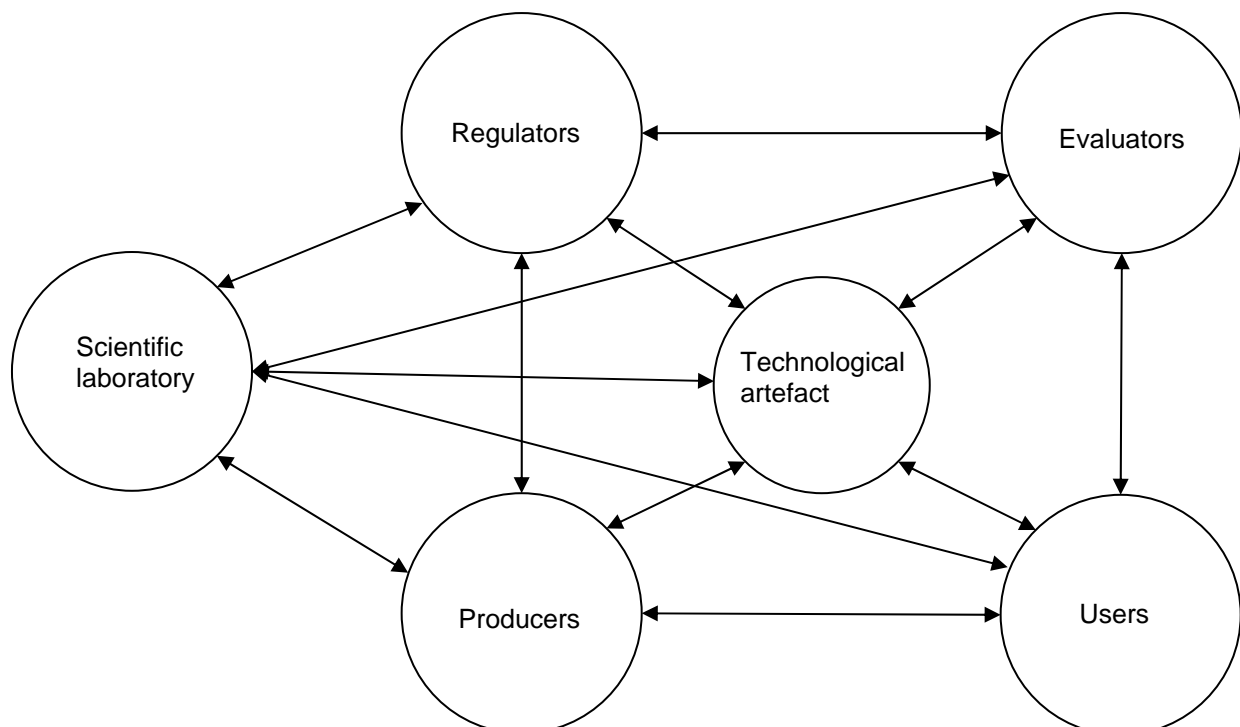 Regulators
Evaluators
Scientific
laboratory
Technological
artefact
Producers
Users